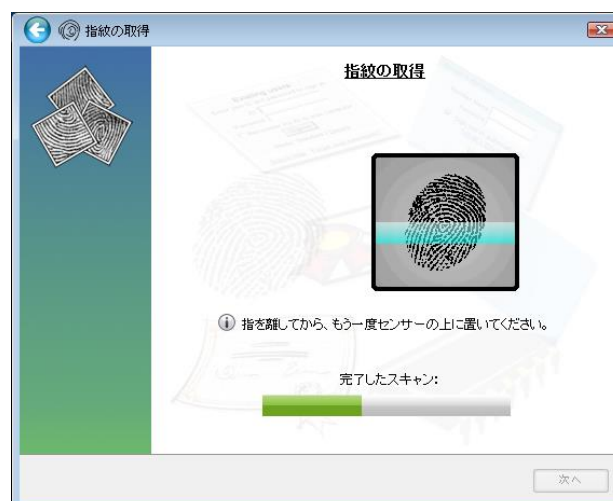 指紋の取得
指紋の取得
指を離してから、もう一度センサーの上に置いてください。
完了したスキャン:
次へ